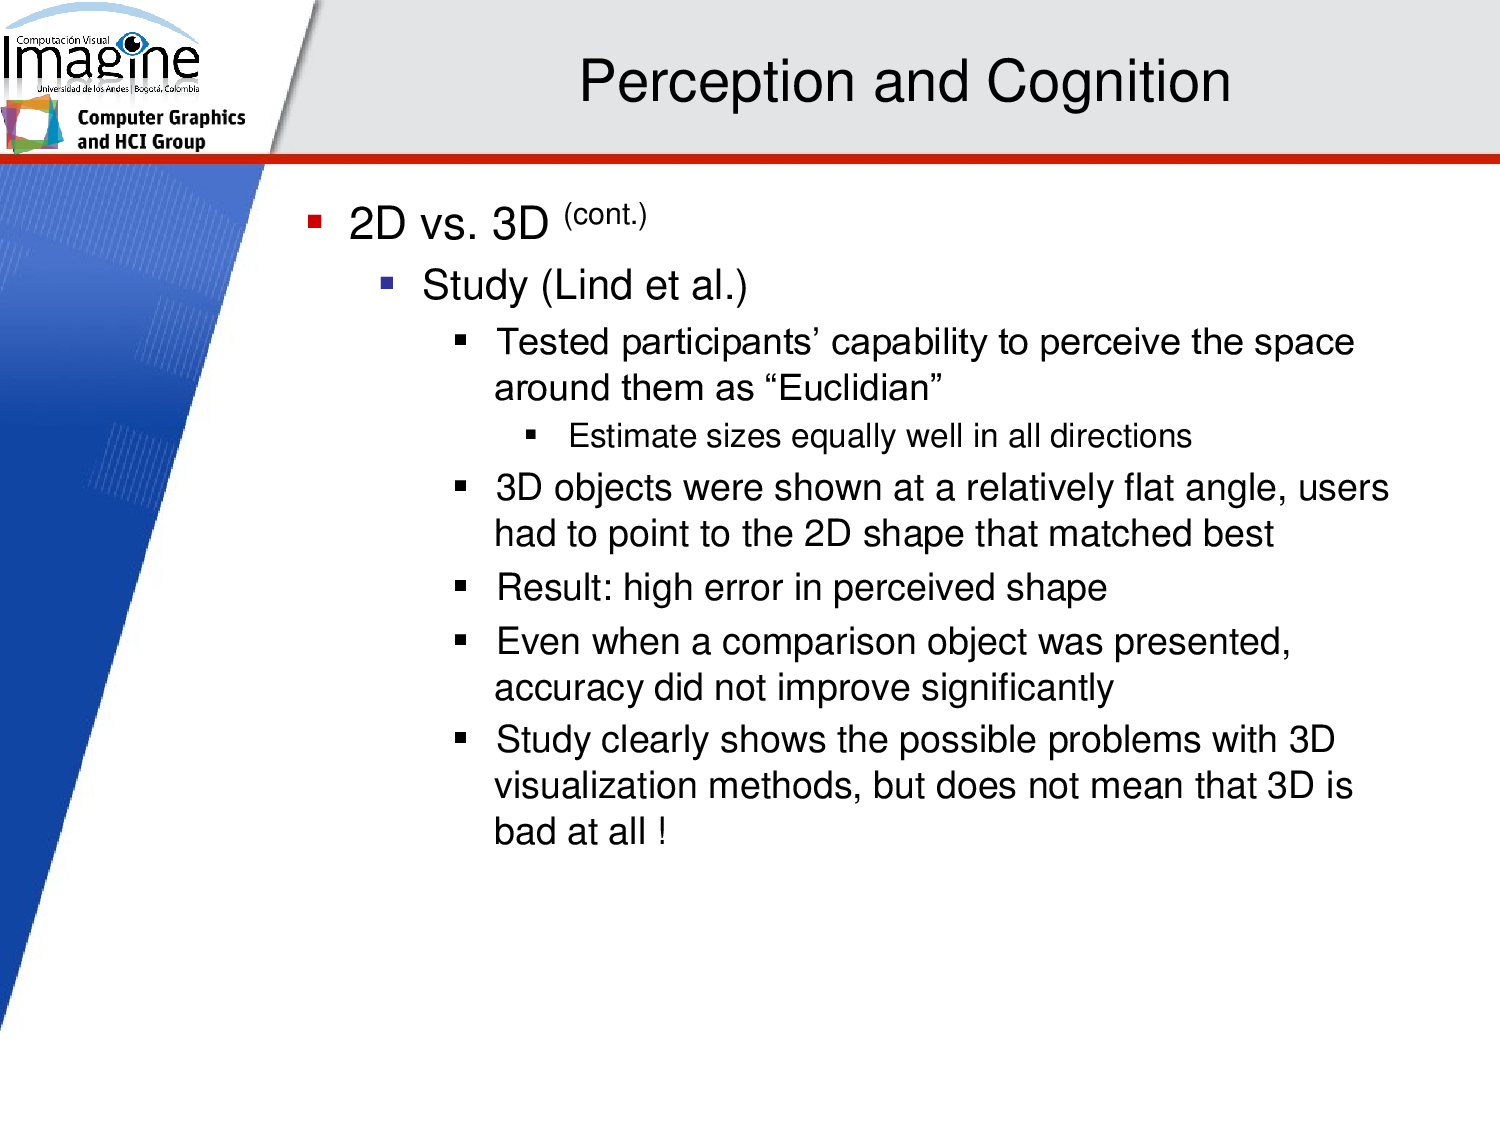 Computación Visual
Imagine
Universidad de los Andes | Bogotá, Colombia
Computer Graphics
and HCI Group
Perception and Cognition
2D vs. 3D (cont.)
Study (Lind et al.)
Tested participants’ capability to perceive the space
around them as “Euclidian”
Estimate sizes equally well in all directions
3D objects were shown at a relatively flat angle, users
had to point to the 2D shape that matched best
Result: high error in perceived shape
Even when a comparison object was presented,
accuracy did not improve significantly
Study clearly shows the possible problems with 3D
visualization methods, but does not mean that 3D is
bad at all !